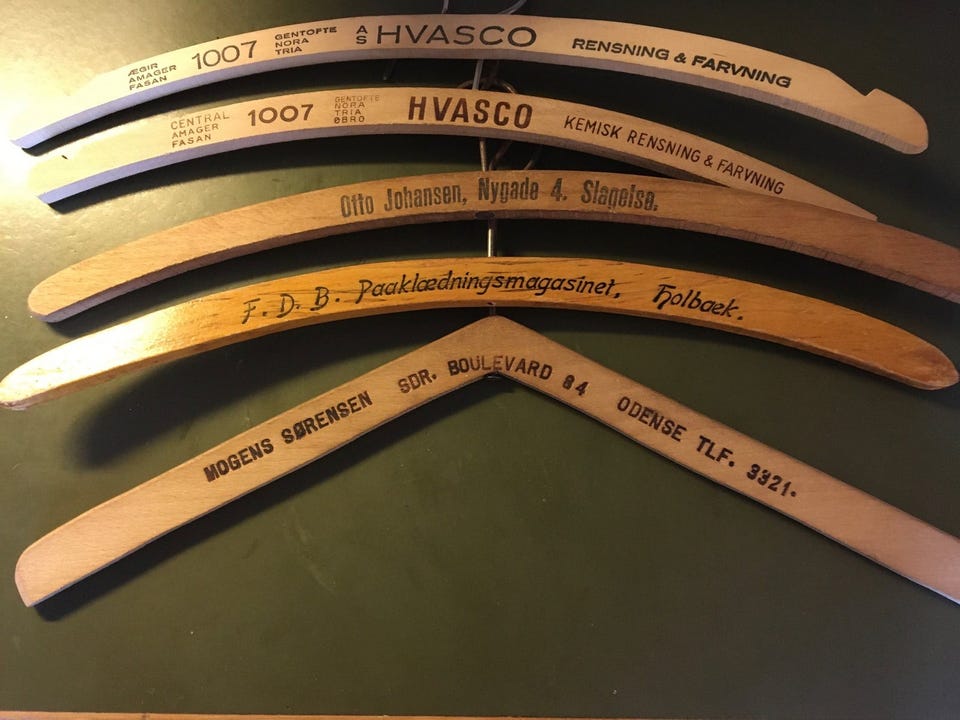 ÆGIR
AMAGER
FASAN
1007
GENTOFTE
NORA
TRIA
A/S HVASCO
RENSNING & FARVNING
CENTRAL
AMAGER
FASAN
1007
GENTOFTE
NORA
TRIA
ØBRO
HVASCO
KEMISK RENSNING & FARVNING
Otto Johansen, Nygade 4. Slagelse.
F. D. B. Paaklædningsmagasinet, Holbaek.
MOGENS SØRENSEN SDR. BOULEVARD 84 ODENSE TLF. 3321.